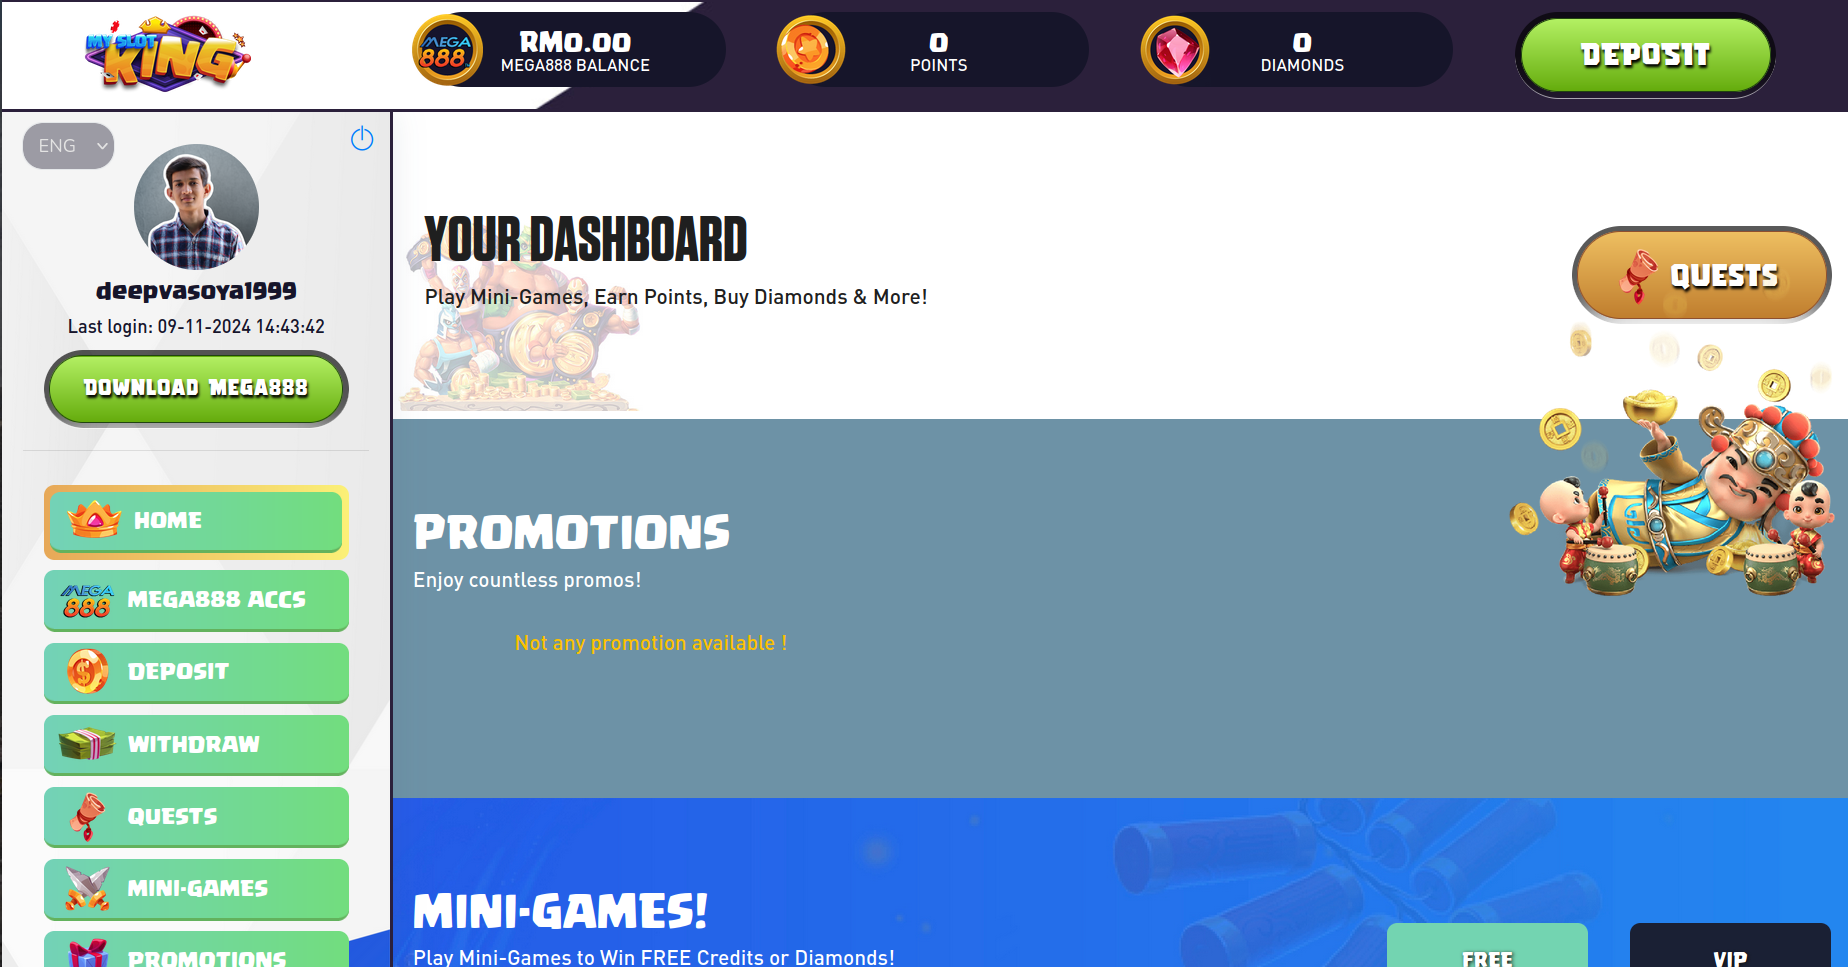 MY SLOT
KING
MEGA
888
RM0.00
MEGA888 BALANCE
0
POINTS
0
DIAMONDS
DEPOSIT
ENG
deepvasoya1999
Last login: 09-11-2024 14:43:42
DOWNLOAD MEGA888
HOME
MEGA
888
MEGA888 ACCS
DEPOSIT
WITHDRAW
QUESTS
MINI-GAMES
PROMOTIONS
YOUR DASHBOARD
Play Mini-Games, Earn Points, Buy Diamonds & More!
QUESTS
PROMOTIONS
Enjoy countless promos!
Not any promotion available !
MINI-GAMES!
Play Mini-Games to Win FREE Credits or Diamonds!
FREE
VIP